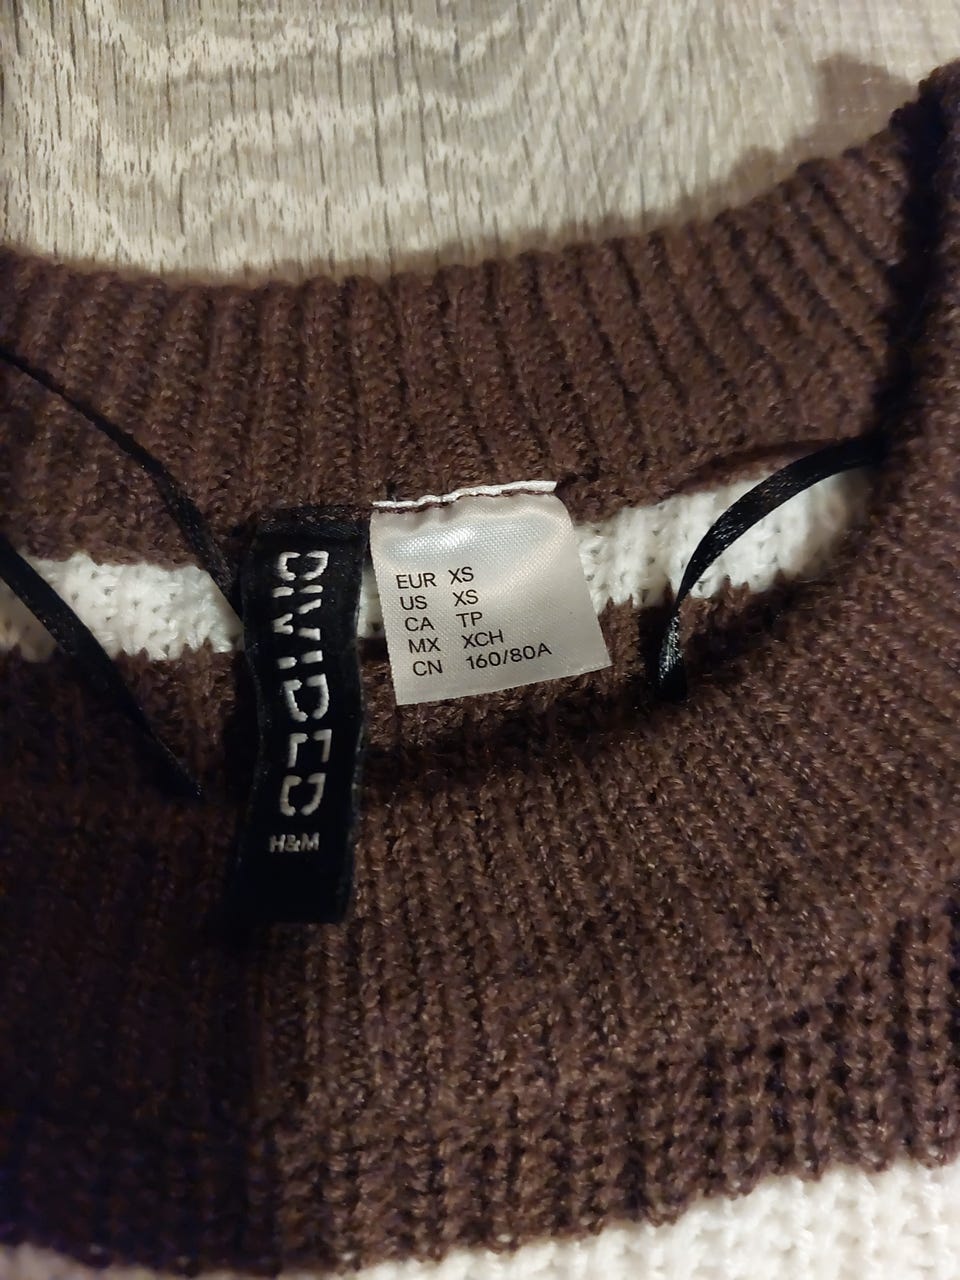 DIVIDED
H&M
EUR XS
US XS
CA TP
MX XCH
CN 160/80A